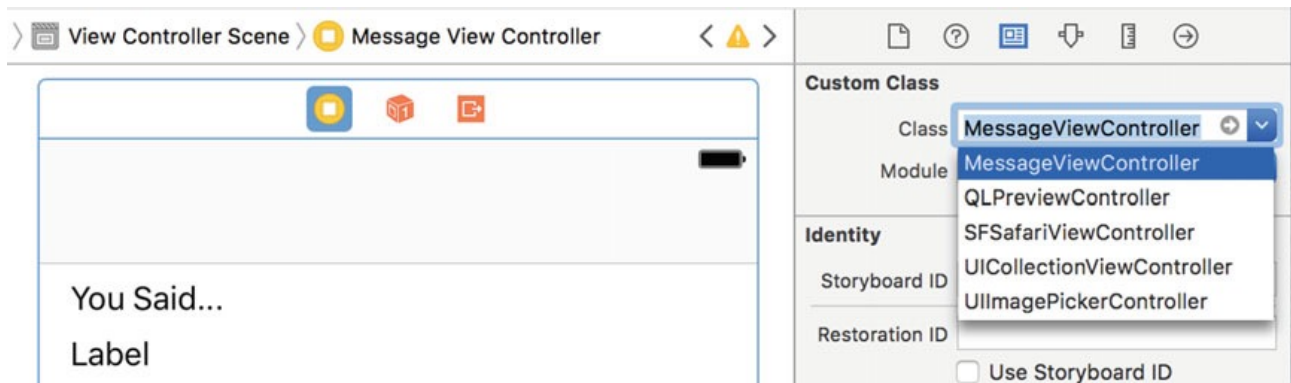 View Controller Scene Message View Controller
Custom Class
Class MessageViewController
Module MessageViewController
QLPreviewController
SFSafariViewController
UICollectionViewController
UIImagePickerController
Identity
Storyboard ID
Restoration ID
Use Storyboard ID
You Said...
Label